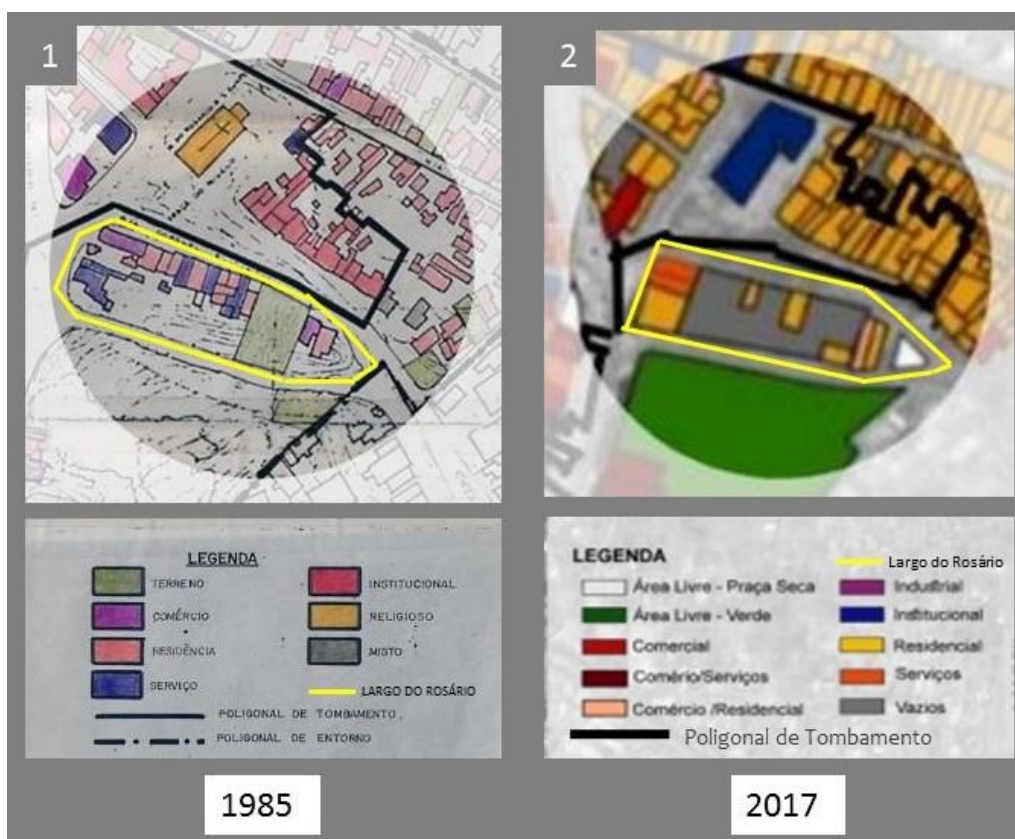 1
2
LEGENDA
TERRENO
COMÉRCIO
RESIDÊNCIA
SERVIÇO
INSTITUCIONAL
RELIGIOSO
MISTO
LARGO DO ROSÁRIO
POLIGONAL DE TOMBAMENTO
POLIGONAL DE ENTORNO
LEGENDA
Área Livre - Praça Seca
Área Livre - Verde
Comercial
Comério/Serviços
Comércio /Residencial
Largo do Rosário
Industrial
Institucional
Residencial
Serviços
Vazios
Poligonal de Tombamento
1985
2017